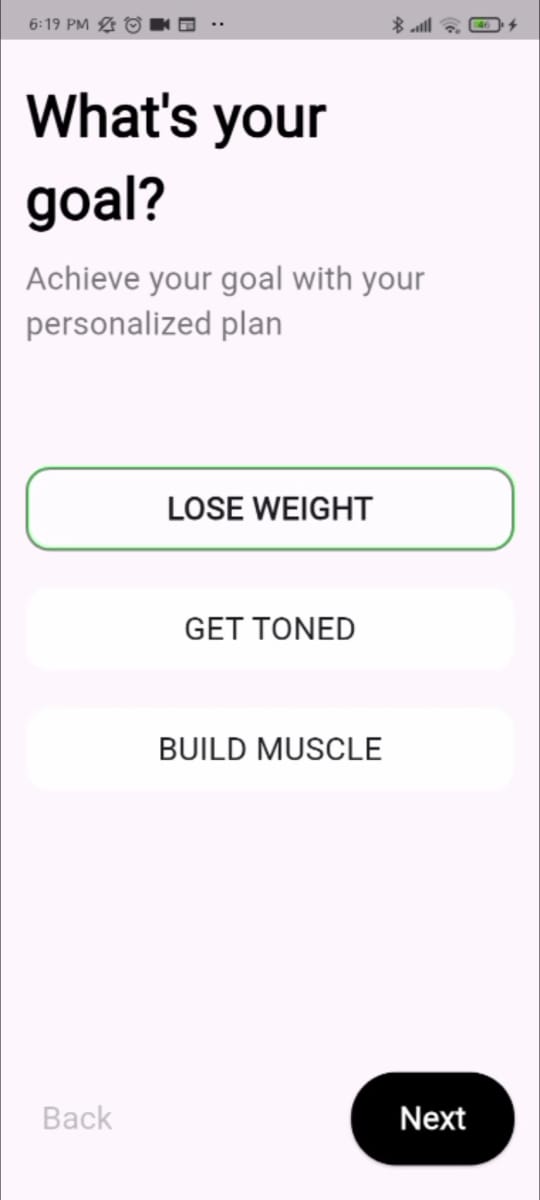 6:19 PM
46
What's your
goal?
Achieve your goal with your
personalized plan
LOSE WEIGHT
GET TONED
BUILD MUSCLE
Back
Next